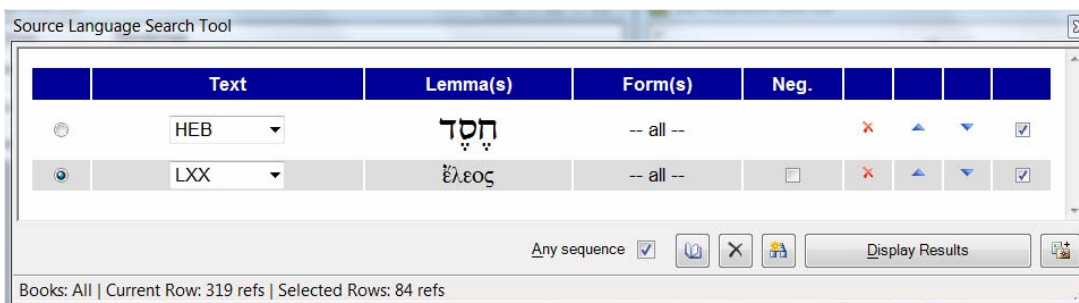 Source Language Search Tool
Text Lemma(s) Form(s) Neg.
HEB חֶסֶד -- all --
LXX ἔλεος -- all --
Any sequence Display Results
Books: All | Current Row: 319 refs | Selected Rows: 84 refs